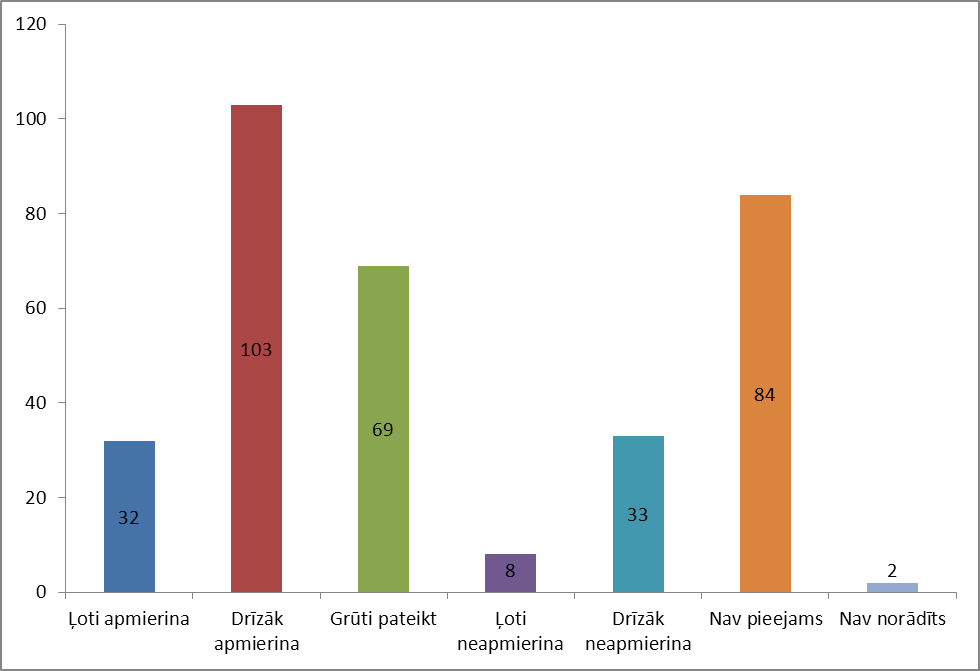 120
100
80
60
40
20
0
32
103
69
8
33
84
2
Ļoti apmierina
Drīzāk
apmierina
Grūti pateikt
Ļoti
neapmierina
Drīzāk
neapmierina
Nav pieejams
Nav norādīts